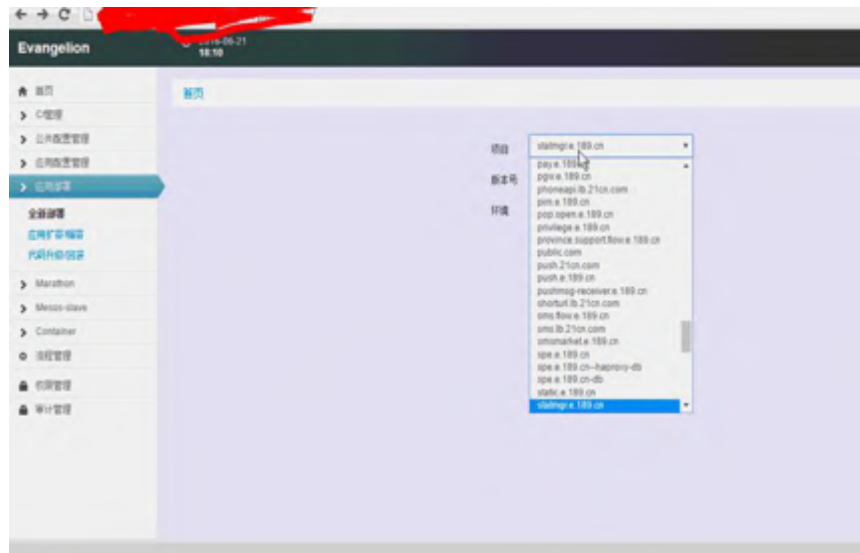 Evangelion
2016-06-21
18:10
首页
CI管理
公共配置管理
应用配置管理
应用部署
全新部署
应用扩容/缩容
代码升级/回滚
Marathon
Mesos-slave
Container
流程管理
权限管理
审计管理
首页
项目
statmgr.e.189.cn
版本号
环境
pay.e.189.cn
pgw.e.189.cn
phoneapi.lb.21cn.com
pim.e.189.cn
pop.open.e.189.cn
privilege.e.189.cn
province.support.flow.e.189.cn
public.com
push.21cn.com
push.e.189.cn
pushmsg-receiver.e.189.cn
shorturl.lb.21cn.com
sms.flow.e.189.cn
sms.lb.21cn.com
smsmarket.e.189.cn
spe.e.189.cn
spe.e.189.cn--haproxy-db
spe.e.189.cn-db
static.e.189.cn
statmgr.e.189.cn